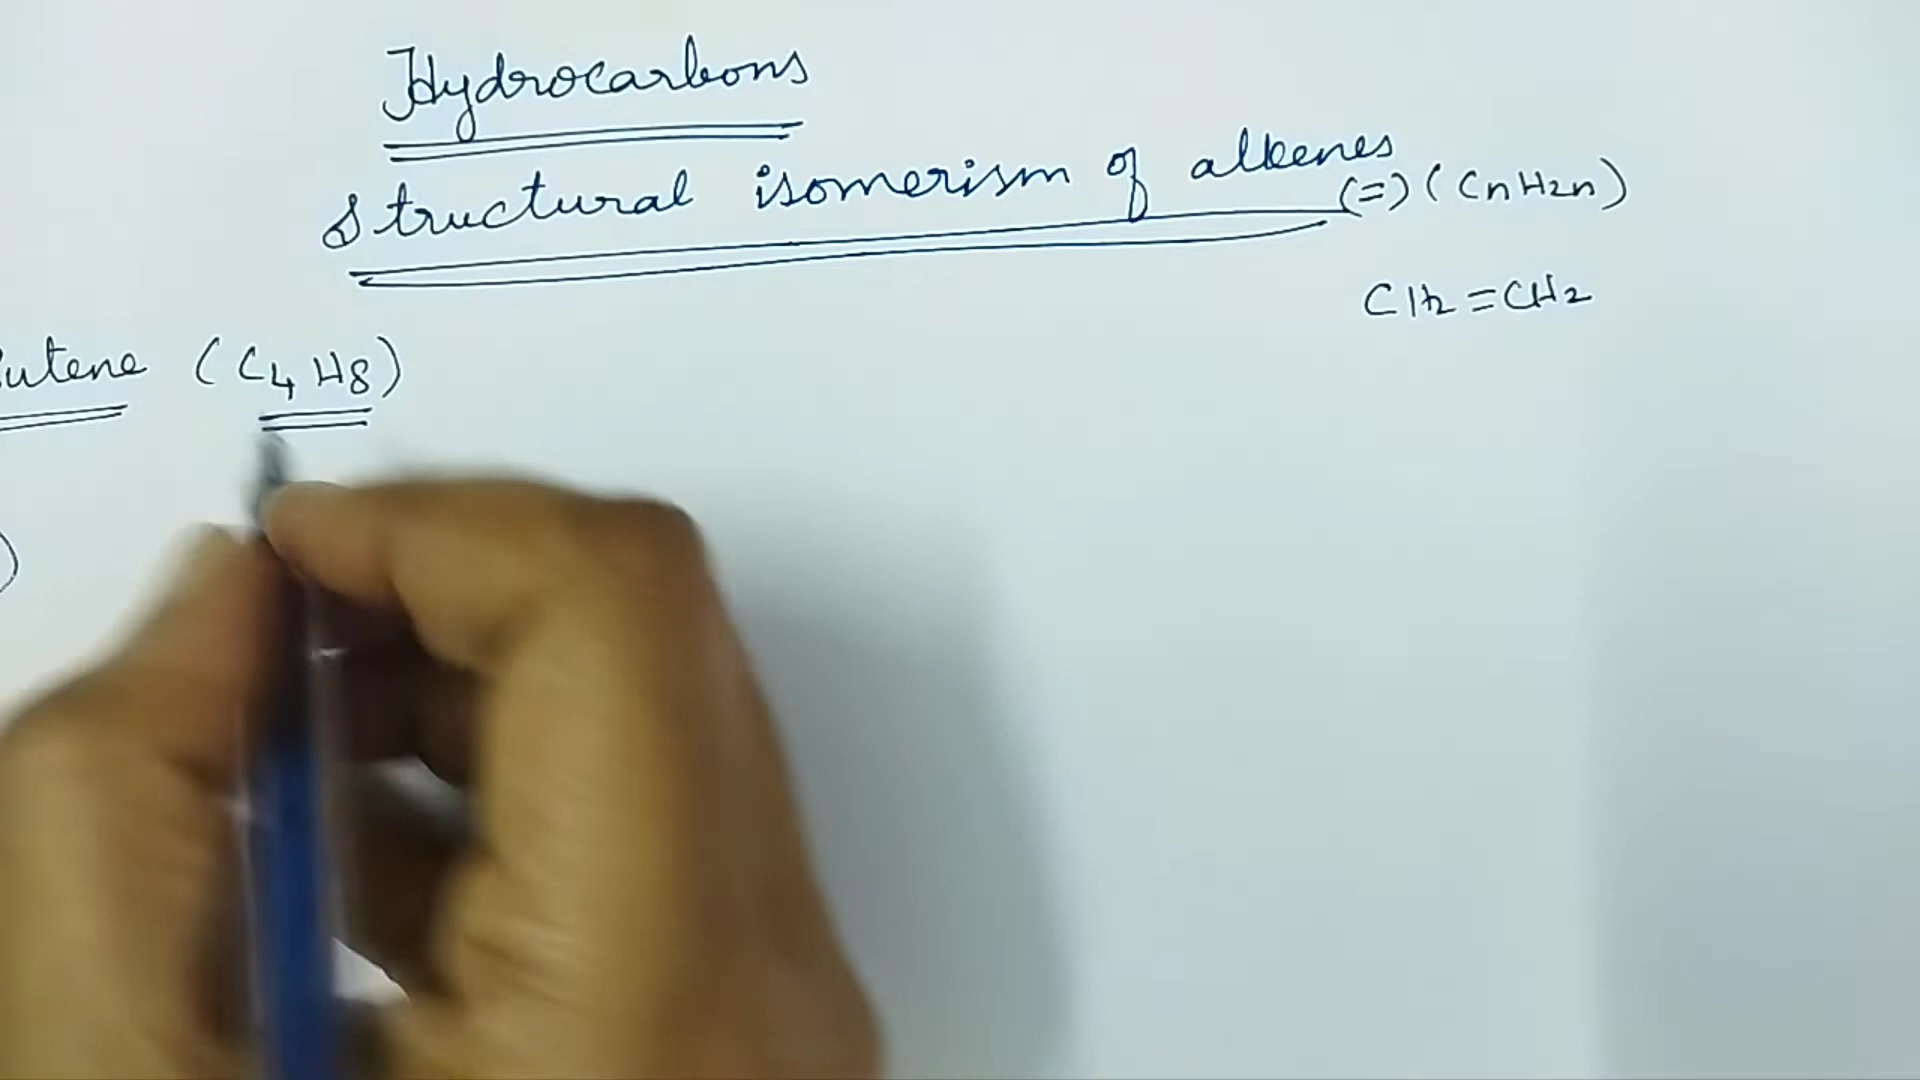 Hydrocarbons
Structural isomerism of alkenes
(=) (CnH2n)
CH2 = CH2
utene (C4H8)
)